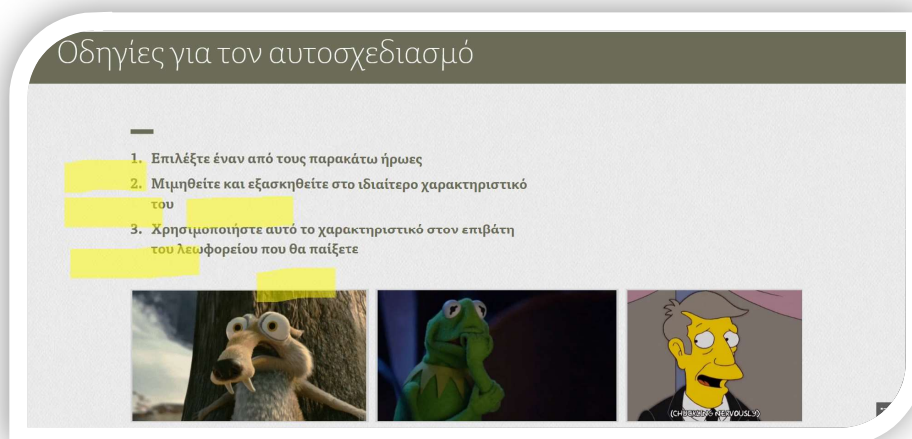 Οδηγίες για τον αυτοσχεδιασμό
1. Επιλέξτε έναν από τους παρακάτω ήρωες
2. Μιμηθείτε και εξασκηθείτε στο ιδιαίτερο χαρακτηριστικό
του
3. Χρησιμοποιήστε αυτό το χαρακτηριστικό στον επιβάτη
του λεωφορείου που θα παίξετε
(CHUCKLING NERVOUSLY)